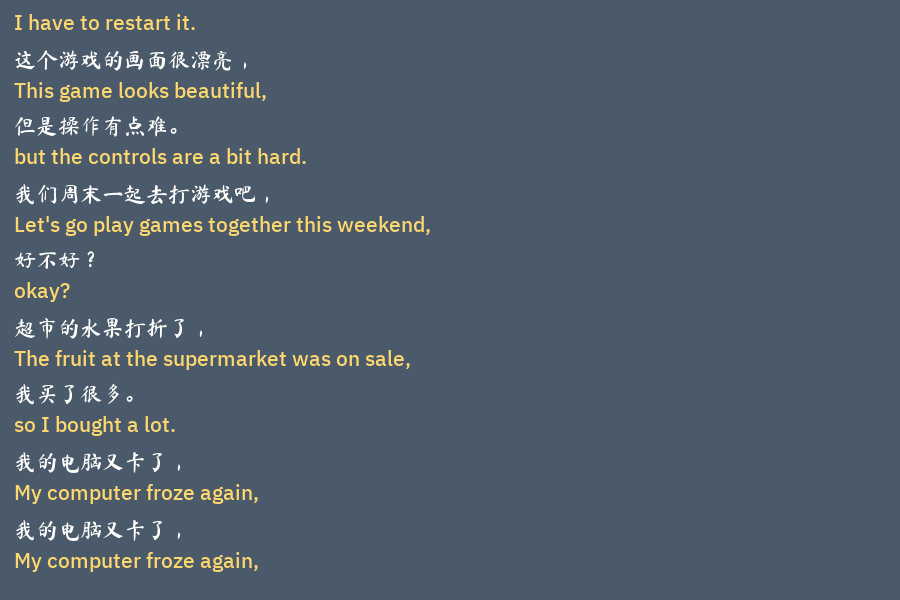 I have to restart it.
这个游戏的画面很漂亮，
This game looks beautiful,
但是操作有点难。
but the controls are a bit hard.
我们周末一起去打游戏吧，
Let's go play games together this weekend,
好不好？
okay?
超市的水果打折了，
The fruit at the supermarket was on sale,
我买了很多。
so I bought a lot.
我的电脑又卡了，
My computer froze again,
我的电脑又卡了，
My computer froze again,